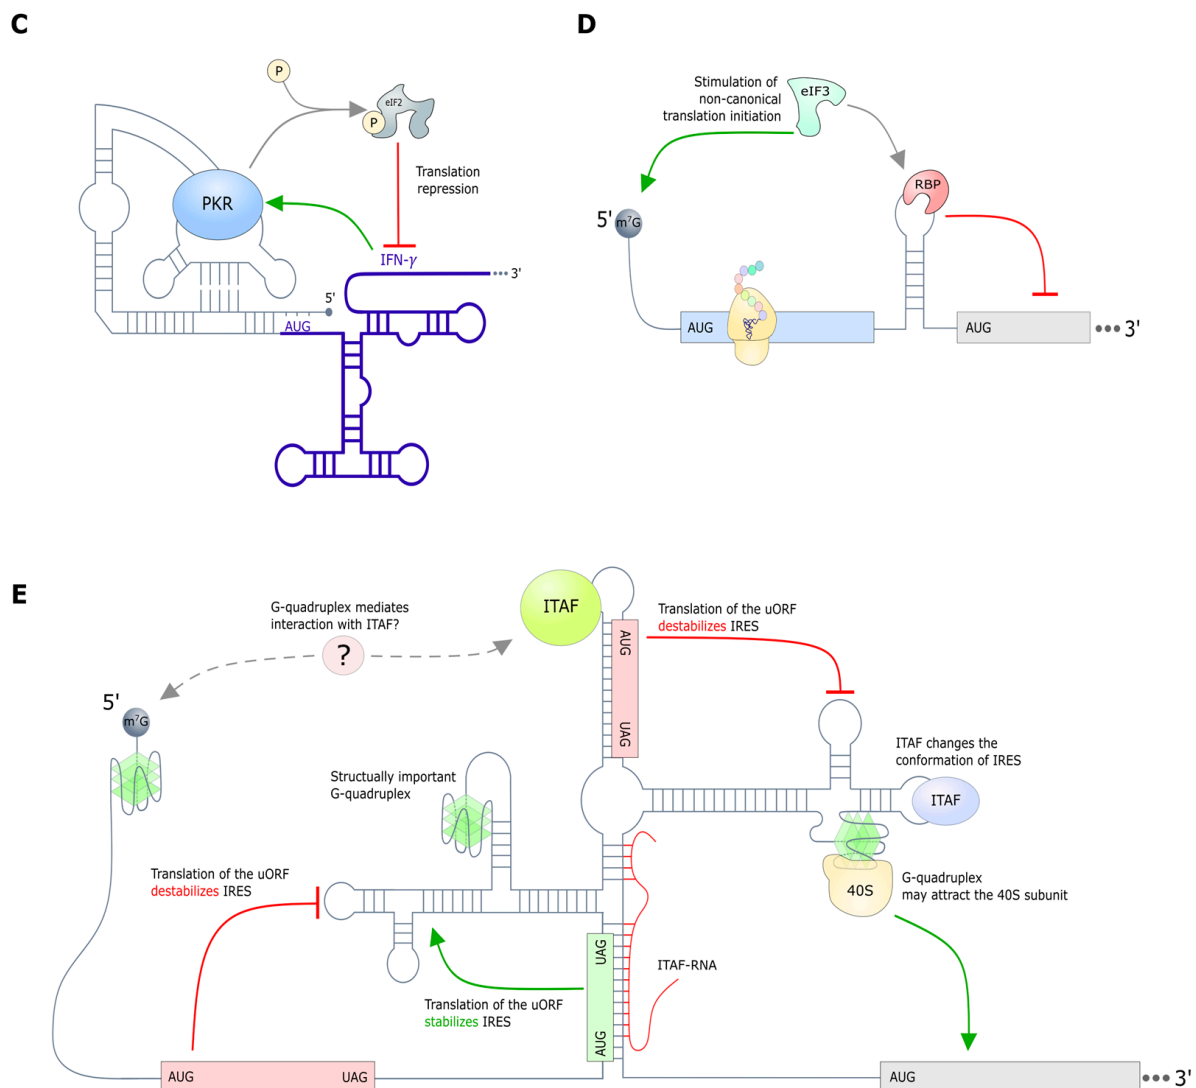 C
P
eIF2
P
Translation
repression
PKR
IFN-γ
3'
5'
AUG
D
Stimulation of
non-canonical
translation initiation
eIF3
RBP
5'
m⁷G
AUG
AUG
3'
E
G-quadruplex mediates
interaction with ITAF?
?
ITAF
Translation of the uORF
destabilizes IRES
AUG
UAG
5'
m⁷G
Structually important
G-quadruplex
ITAF changes the
conformation of IRES
ITAF
Translation of the uORF
destabilizes IRES
40S
G-quadruplex
may attract the 40S subunit
UAG
AUG
ITAF-RNA
Translation of the uORF
stabilizes IRES
AUG
UAG
AUG
3'